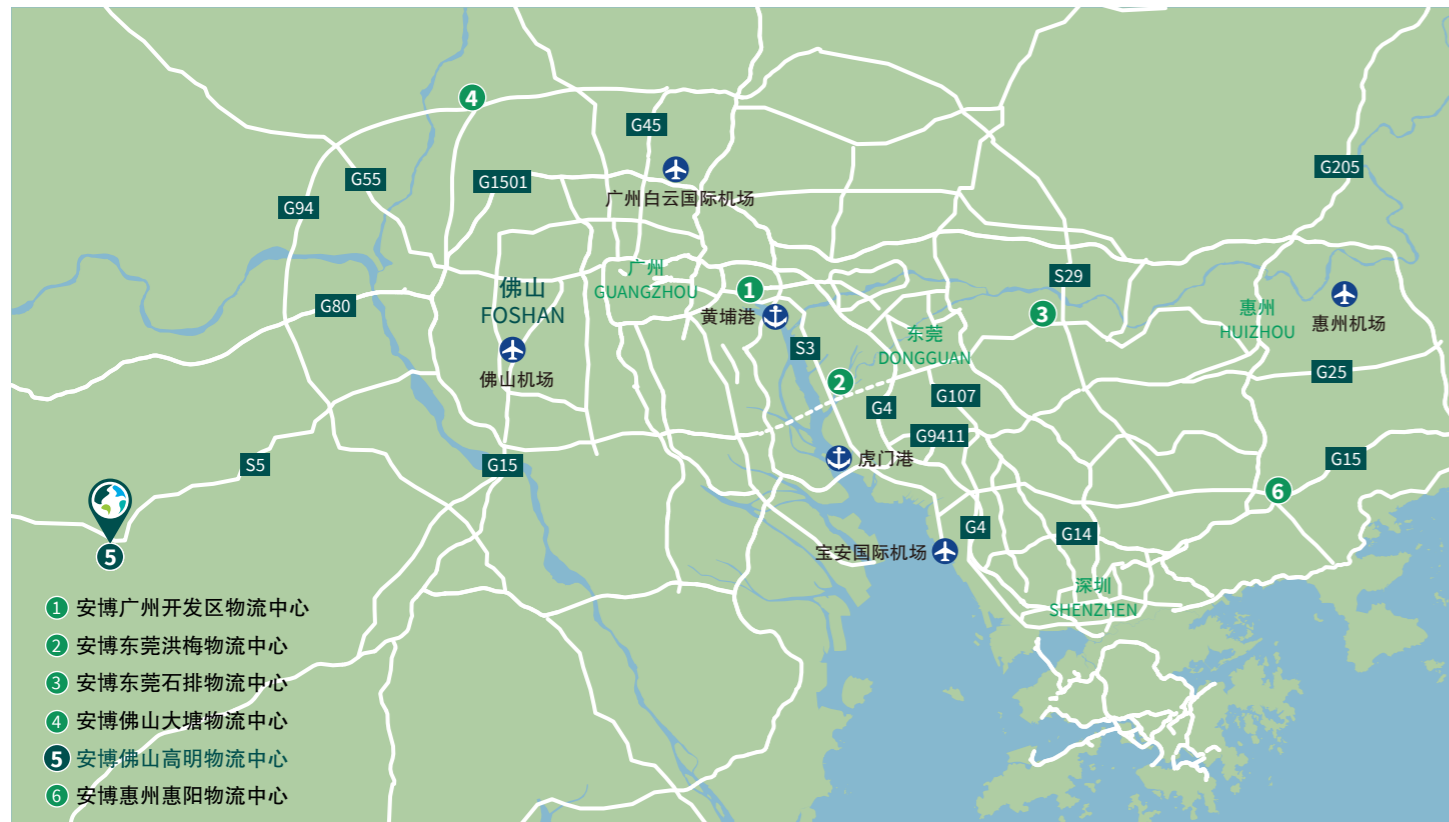 4
G45
G205
G55
G1501
广州白云国际机场
G94
广州
GUANGZHOU
S29
佛山
FOSHAN
1
G80
黄埔港
3
惠州
HUIZHOU
惠州机场
S3
东莞
DONGGUAN
佛山机场
2
G25
G4
G107
G9411
虎门港
S5
G15
G15
6
G4
G14
宝安国际机场
5
深圳
SHENZHEN
1 安博广州开发区物流中心
2 安博东莞洪梅物流中心
3 安博东莞石排物流中心
4 安博佛山大塘物流中心
5 安博佛山高明物流中心
6 安博惠州惠阳物流中心